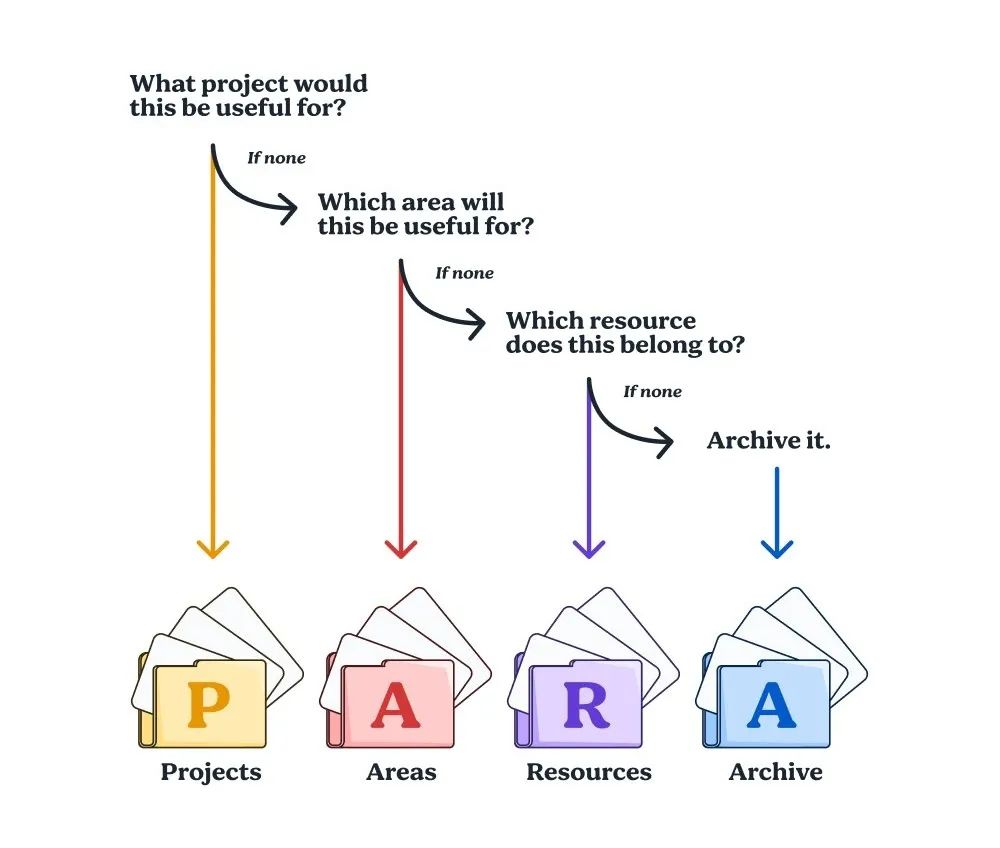 What project would
this be useful for?
If none
Which area will
this be useful for?
If none
Which resource
does this belong to?
If none
Archive it.
P
A
R
A
Projects
Areas
Resources
Archive